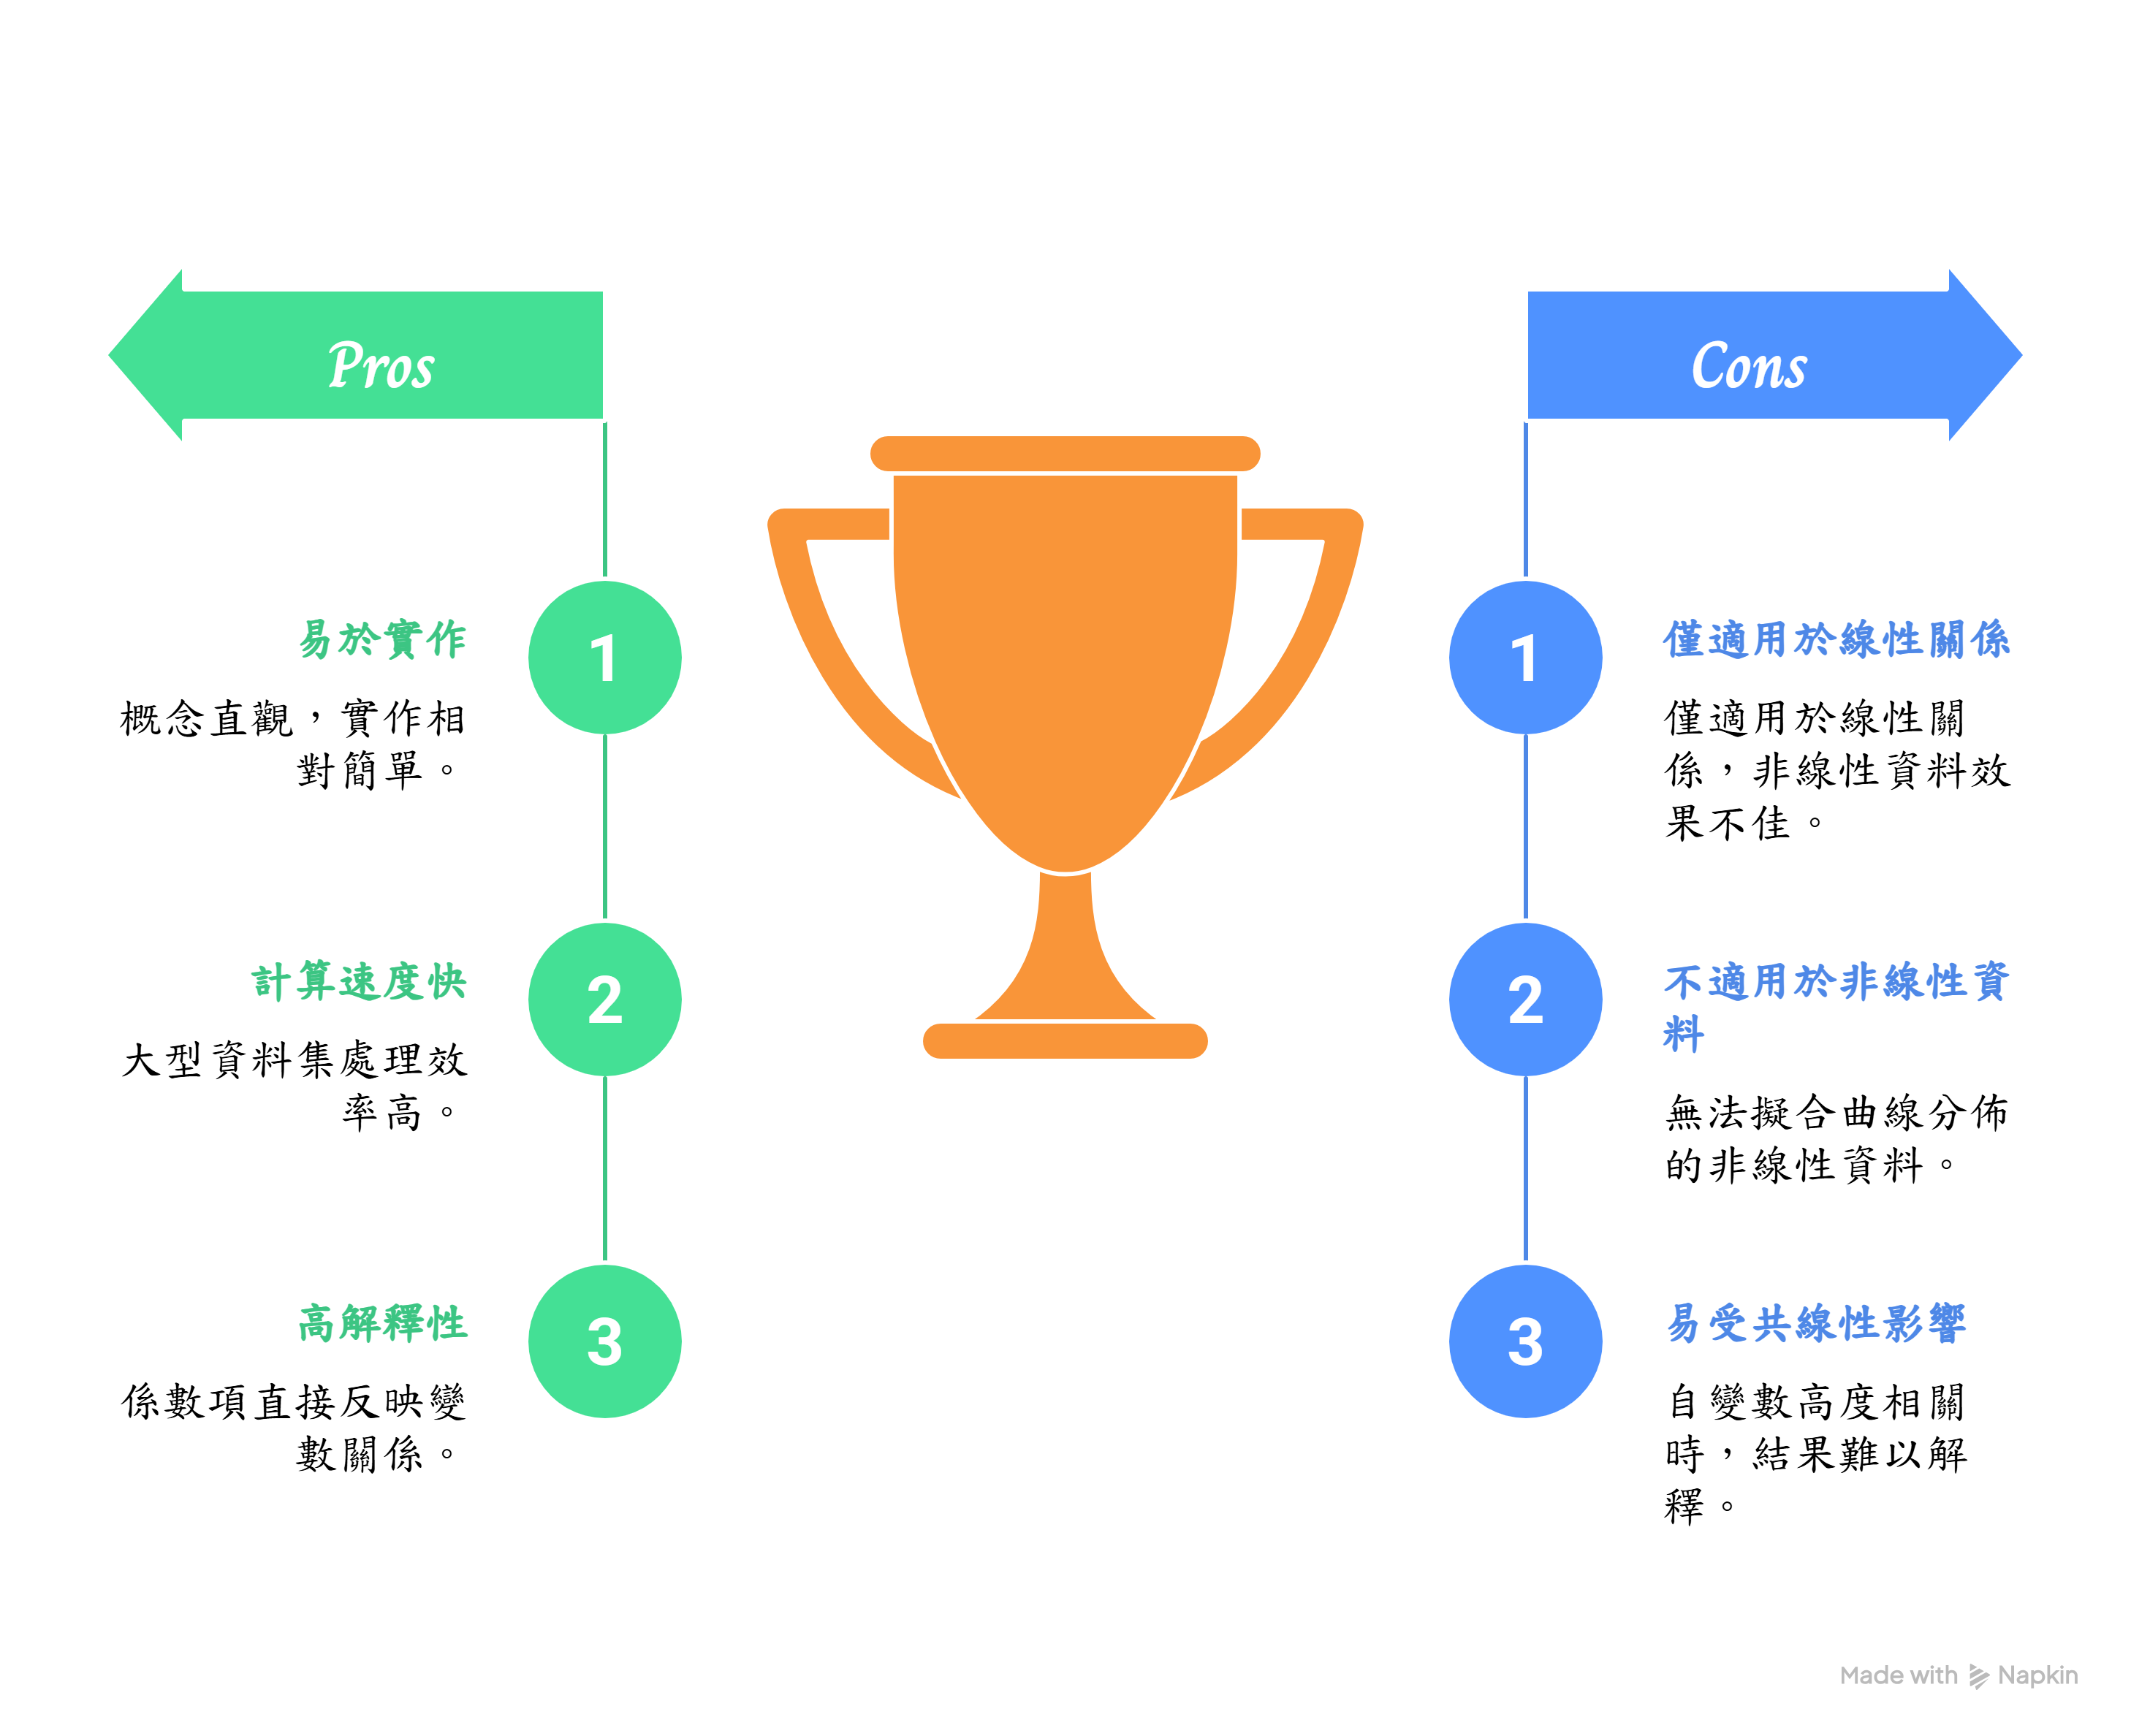 Pros
1
易於實作
概念直觀，實作相
對簡單。
2
計算速度快
大型資料集處理效
率高。
3
高解釋性
係數項直接反映變
數關係。
Cons
1
僅適用於線性關係
僅適用於線性關
係，非線性資料效
果不佳。
2
不適用於非線性資
料
無法擬合曲線分佈
的非線性資料。
3
易受共線性影響
自變數高度相關
時，結果難以解
釋。
Made with Napkin